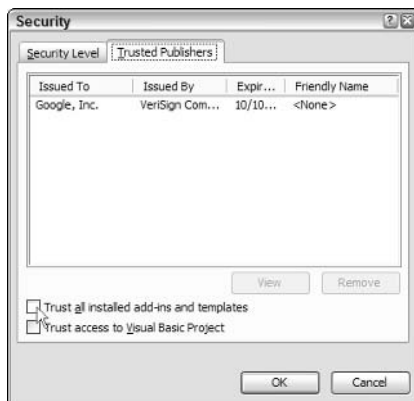 Security
Security Level Trusted Publishers
Issued To Issued By Expir... Friendly Name
Google, Inc. VeriSign Com... 10/10... <None>
View Remove
Trust all installed add-ins and templates
Trust access to Visual Basic Project
OK Cancel